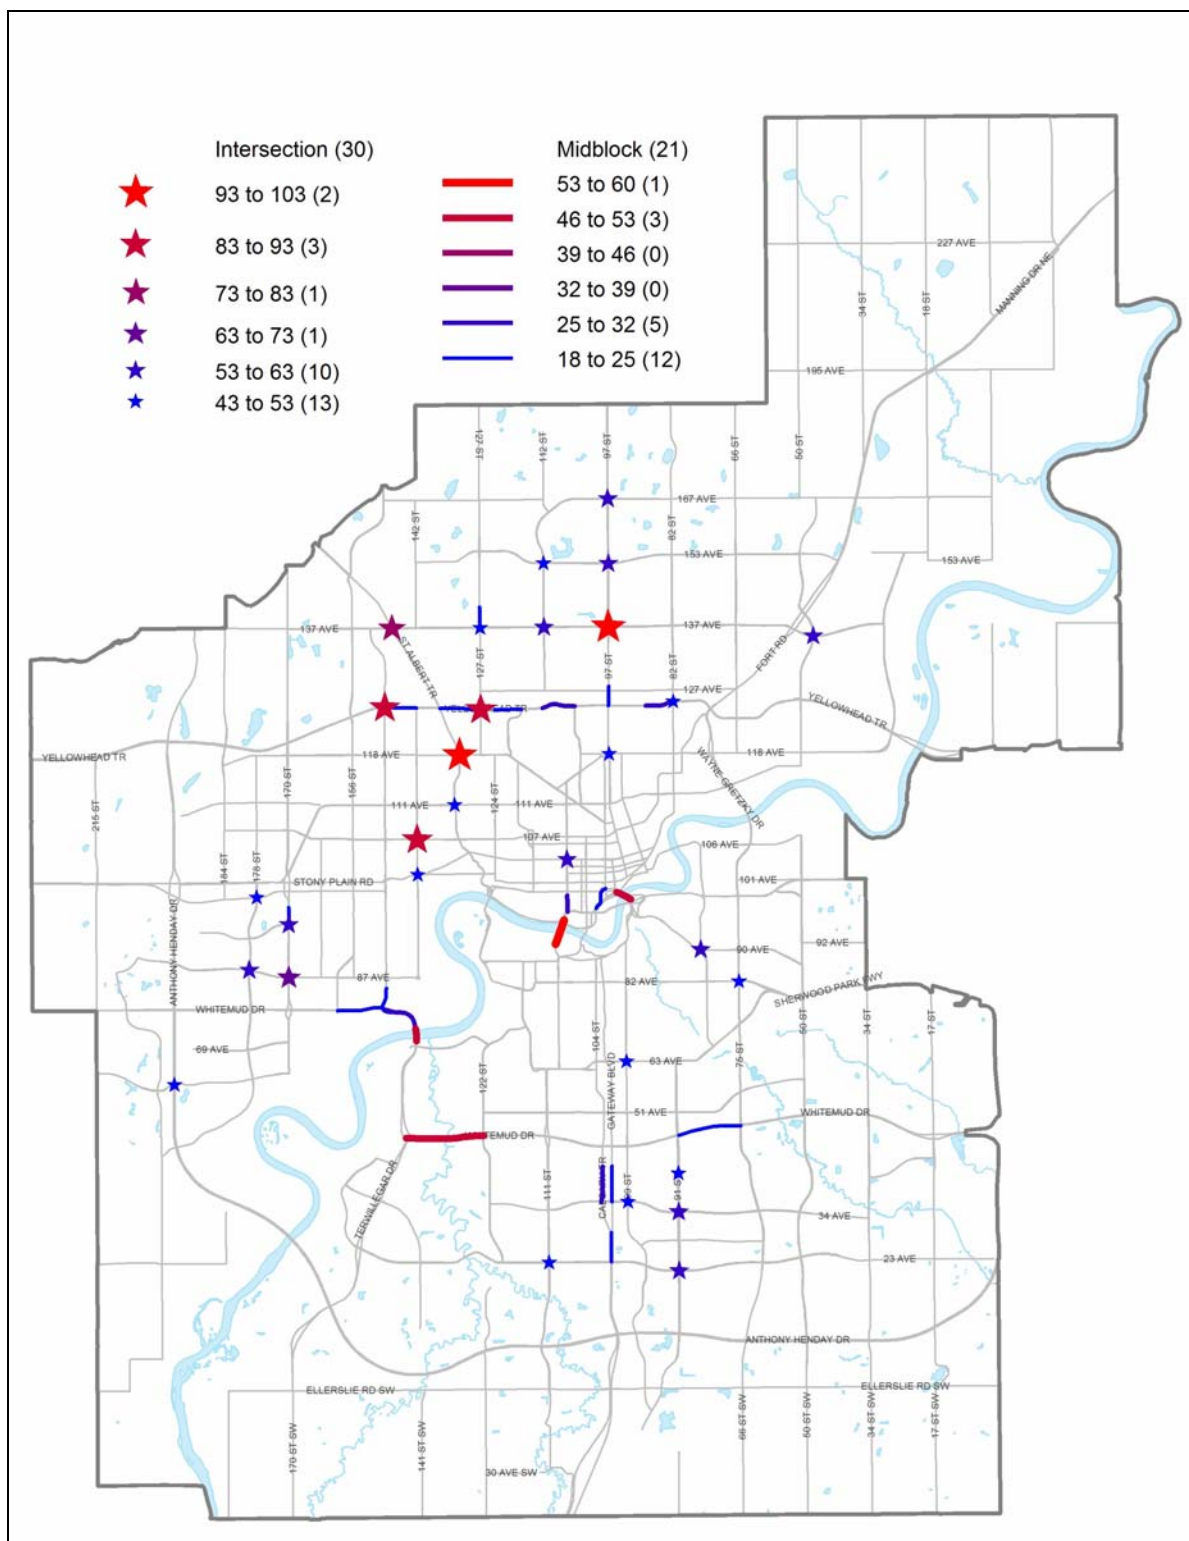 Intersection (30)
93 to 103 (2)
83 to 93 (3)
73 to 83 (1)
63 to 73 (1)
53 to 63 (10)
43 to 53 (13)
Midblock (21)
53 to 60 (1)
46 to 53 (3)
39 to 46 (0)
32 to 39 (0)
25 to 32 (5)
18 to 25 (12)
227 AVE
MANNING DR NE
34 ST
18 ST
195 AVE
127 ST
112 ST
97 ST
66 ST
50 ST
167 AVE
142 ST
82 ST
153 AVE
153 AVE
137 AVE
137 AVE
ST ALBERT TR
127 ST
97 ST
82 ST
FORT RD
127 AVE
YELLOWHEAD TR
YELLOWHEAD TR
118 AVE
118 AVE
WAYNE GRETZKY DR
215 ST
170 ST
156 ST
124 ST
111 AVE
111 AVE
107 AVE
106 AVE
184 ST
178 ST
STONY PLAIN RD
101 AVE
ANTHONY HENDAY DR
90 AVE
92 AVE
87 AVE
82 AVE
SHERWOOD PARK FWY
WHITEMUD DR
50 ST
34 ST
17 ST
69 AVE
104 ST
GATEWAY BLVD
63 AVE
75 ST
122 ST
51 AVE
WHITEMUD DR
WHITEMUD DR
TERWILLEGAR DR
111 ST
91 ST
34 AVE
23 AVE
ANTHONY HENDAY DR
ELLERSLIE RD SW
ELLERSLIE RD SW
170 ST SW
141 ST SW
66 ST SW
50 ST SW
34 ST SW
17 ST SW
30 AVE SW